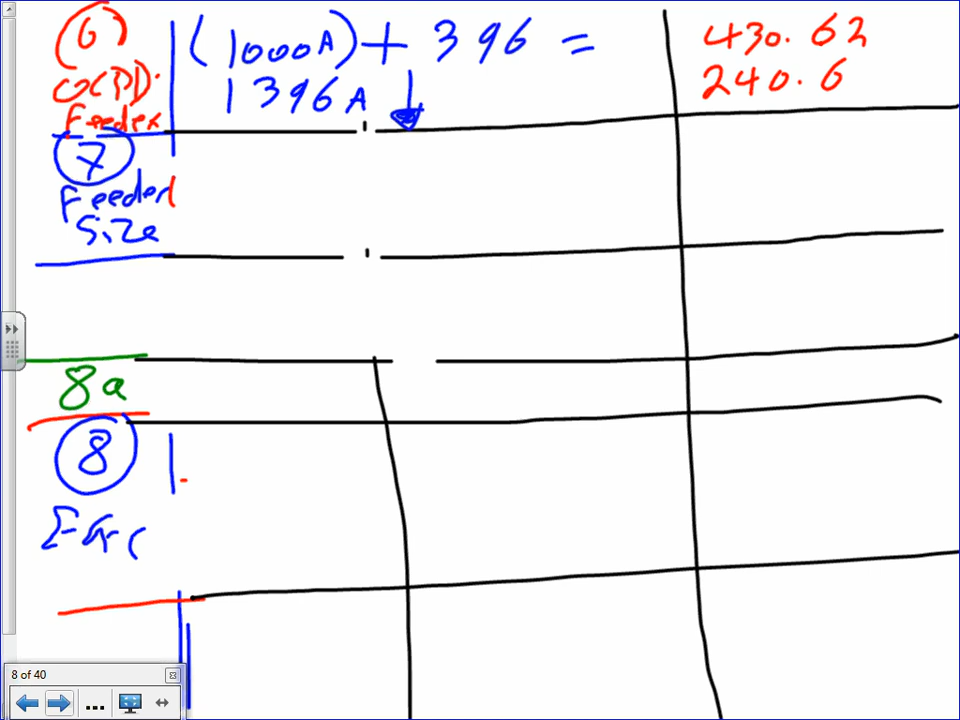 (6) (1000A) + 396 = 430.62
OCPD. 1396A ↓ 240.6
Feeder
7
Feeder
Size
8a
8
8 of 40
...